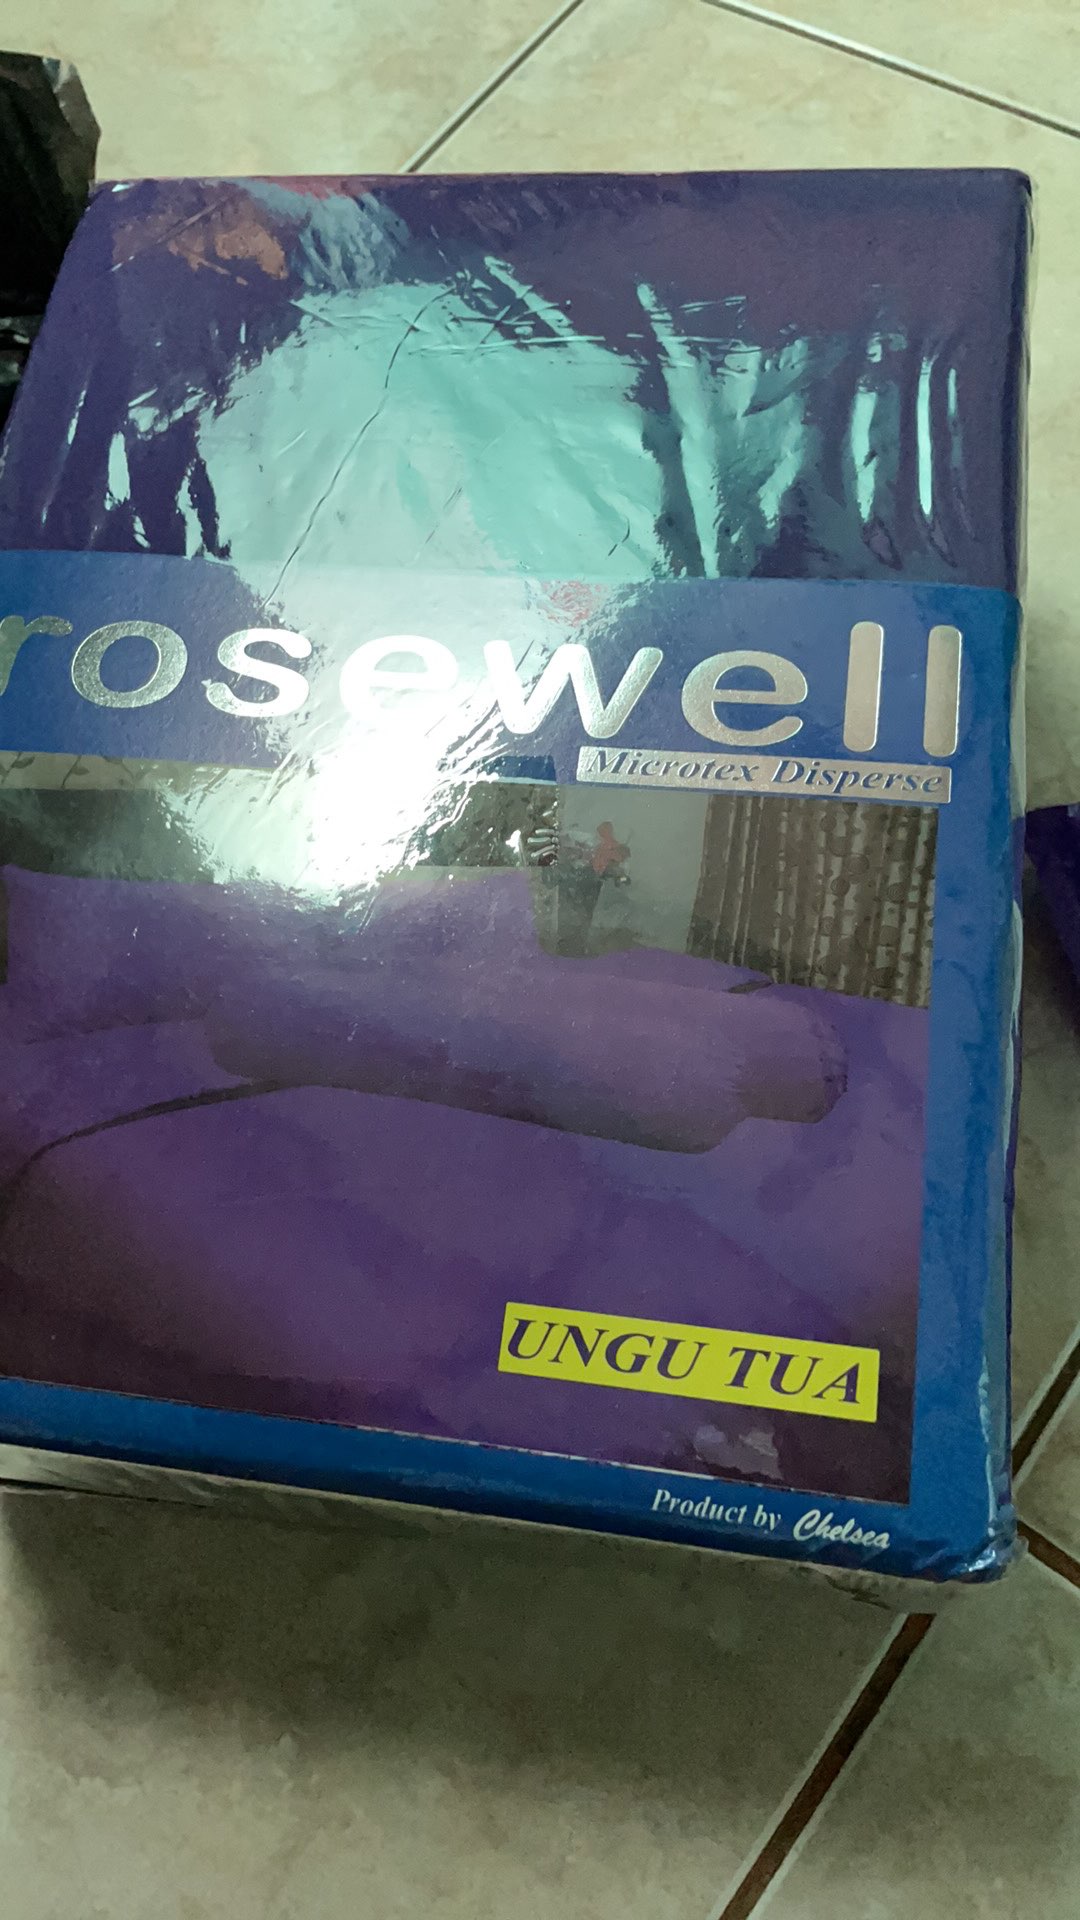 rosewell
Microtex Disperse
UNGU TUA
Product by Chelsea